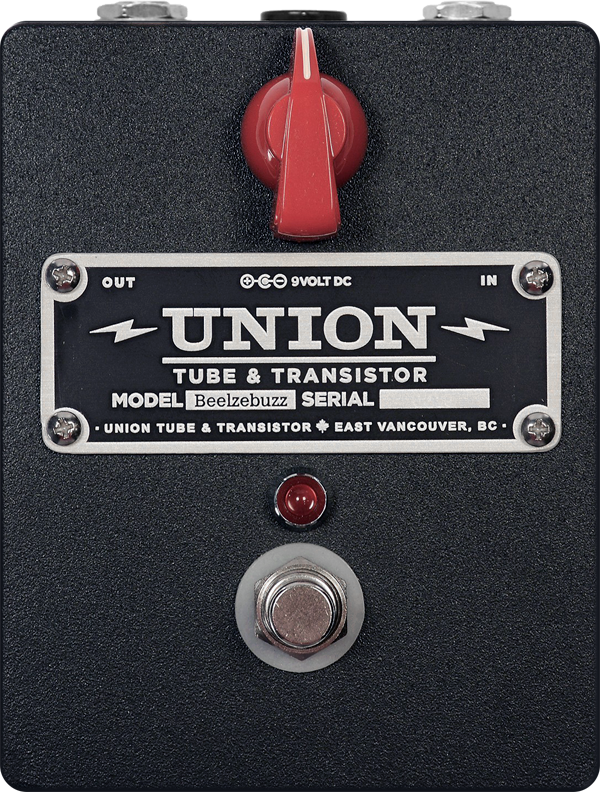 OUT 9VOLT DC IN
UNION
TUBE & TRANSISTOR
MODEL Beelzebuzz SERIAL
· UNION TUBE & TRANSISTOR EAST VANCOUVER, BC ·